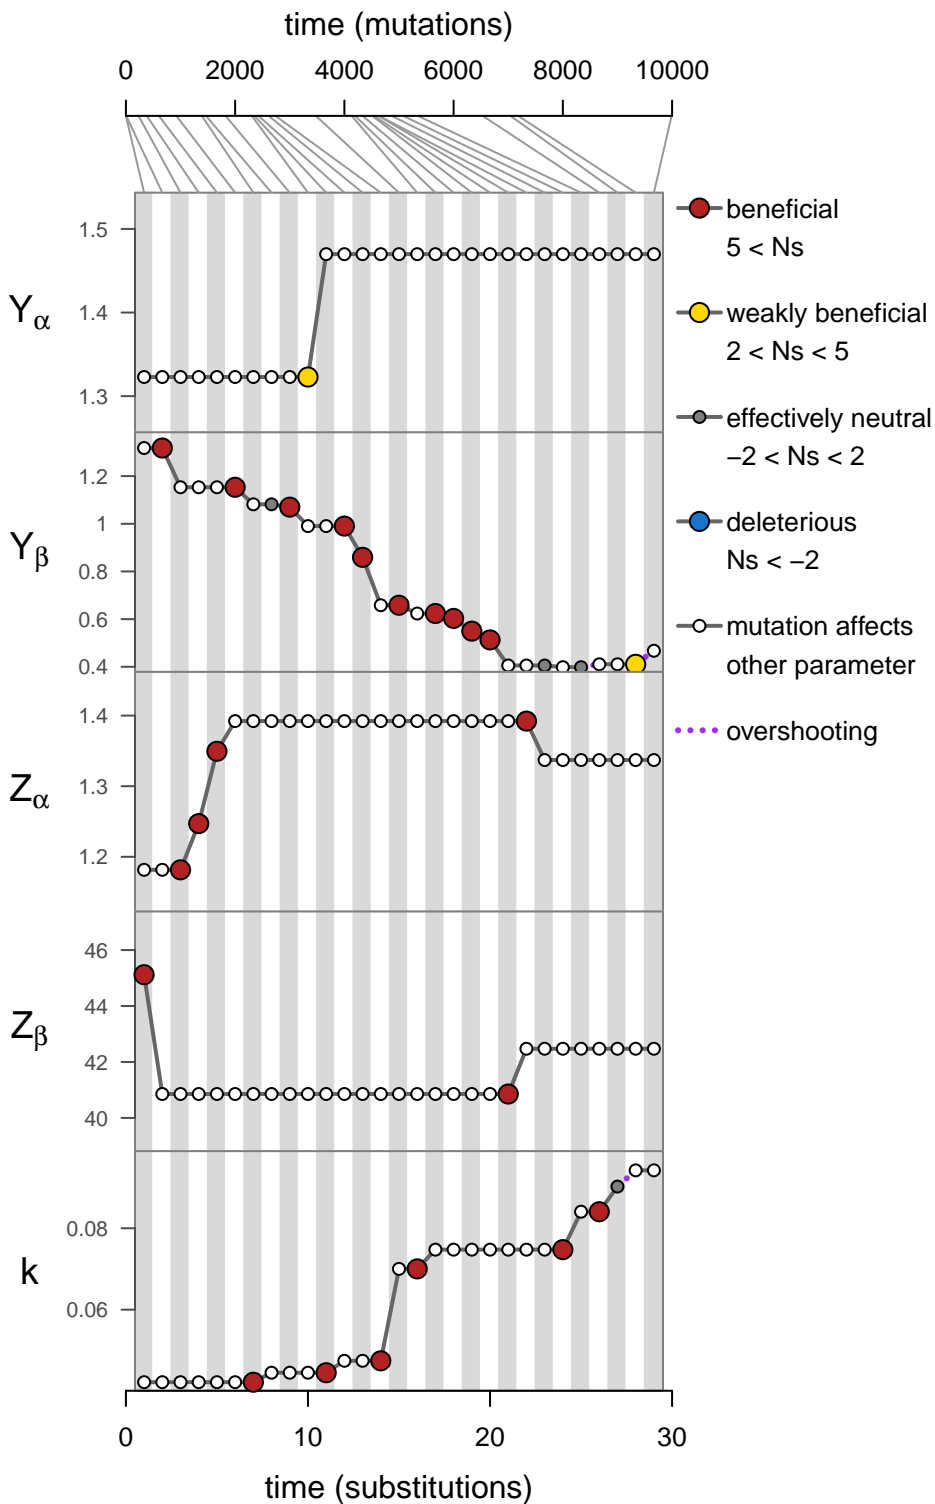 time (mutations)
0 2000 4000 6000 8000 10000
1.5
1.4
1.3
Yα
1.2
1
0.8
0.6
0.4
Yβ
1.4
1.3
1.2
Zα
46
44
42
40
Zβ
0.08
0.06
k
0 10 20 30
time (substitutions)
beneficial
5 < Ns
weakly beneficial
2 < Ns < 5
effectively neutral
−2 < Ns < 2
deleterious
Ns < −2
mutation affects
other parameter
overshooting